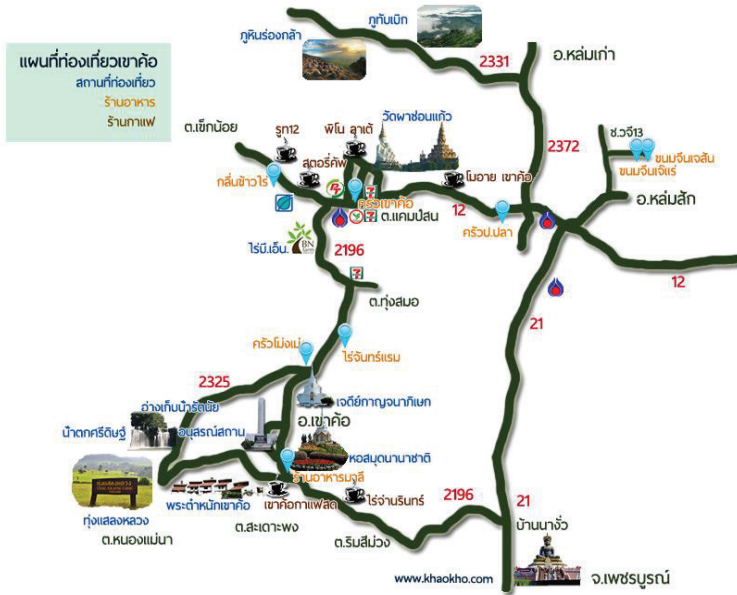 แผนที่ท่องเที่ยวเขาค้อ
สถานที่ท่องเที่ยว
ร้านอาหาร
ร้านกาแฟ
ภูทับเบิก
ภูหินร่องกล้า
2331
อ.หล่มเก่า
ต.เข็กน้อย
รูท12
พิโน ลาเต้
วัดผาซ่อนแก้ว
2372
ซ.วจี13
ขนมจีนเจสัน
ขนมจีนเจ๊แร่
สตอรี่คัพ
กลิ่นข้าวไร่
โมอาย เขาค้อ
อ.หล่มสัก
7
ครัวเขาค้อ
12
ต.แคมป์สน
7
ครัวป.ปลา
ไร่บี.เอ็น.
BN
2196
7
12
ต.ทุ่งสมอ
21
ครัวโม่งเม่ง
ไร่จันทร์แรม
2325
เจดีย์กาญจนาภิเษก
อ่างเก็บน้ำรัตนัย
อ.เขาค้อ
น้ำตกศรีดิษฐ์
อนุสรณ์สถาน
หอสมุดนานาชาติ
ร้านอาหารมาลี
พระตำหนักเขาค้อ
เขาค้อกาแฟสด
ไร่จ่านรินทร์
2196
21
ทุ่งแสลงหลวง
ต.หนองแม่นา
ต.สะเดาะพง
ต.ริมสีม่วง
บ้านนางั่ว
www.khaokho.com
จ.เพชรบูรณ์